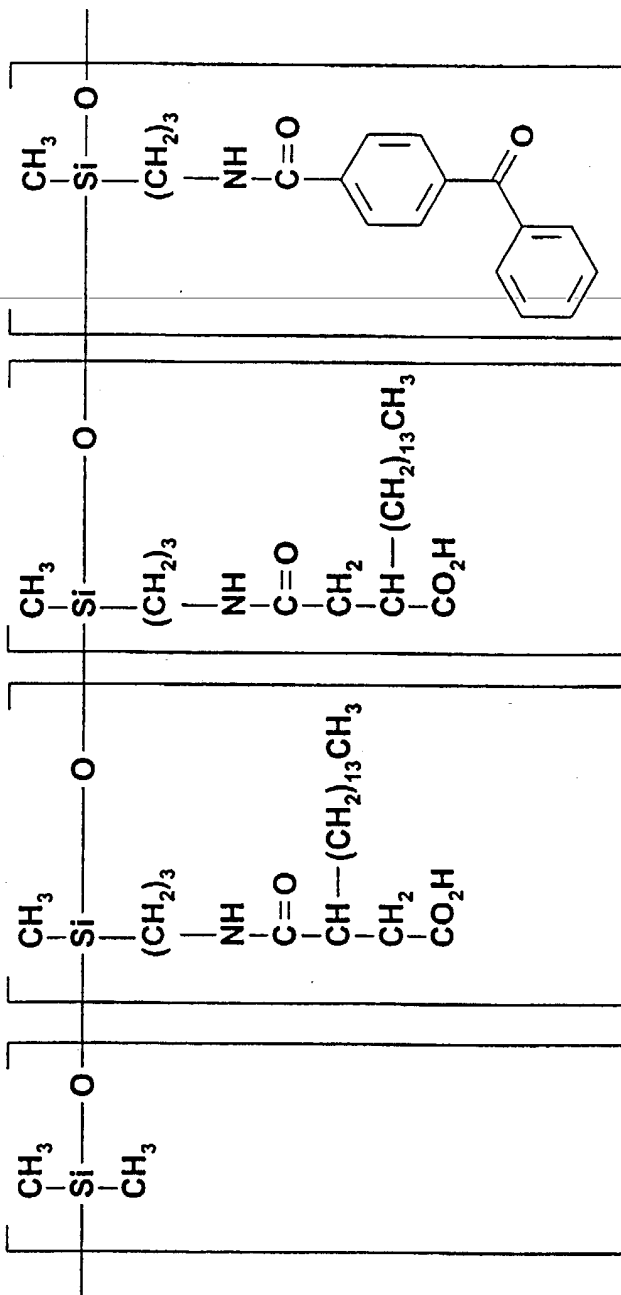 CH₃
Si—O
CH₃
CH₃
Si—O
(CH₂)₃
NH
C=O
CH—(CH₂)₁₃CH₃
CH₂
CO₂H
CH₃
Si—O
(CH₂)₃
NH
C=O
CH₂
CH—(CH₂)₁₃CH₃
CO₂H
CH₃
Si—O
(CH₂)₃
NH
C=O
O